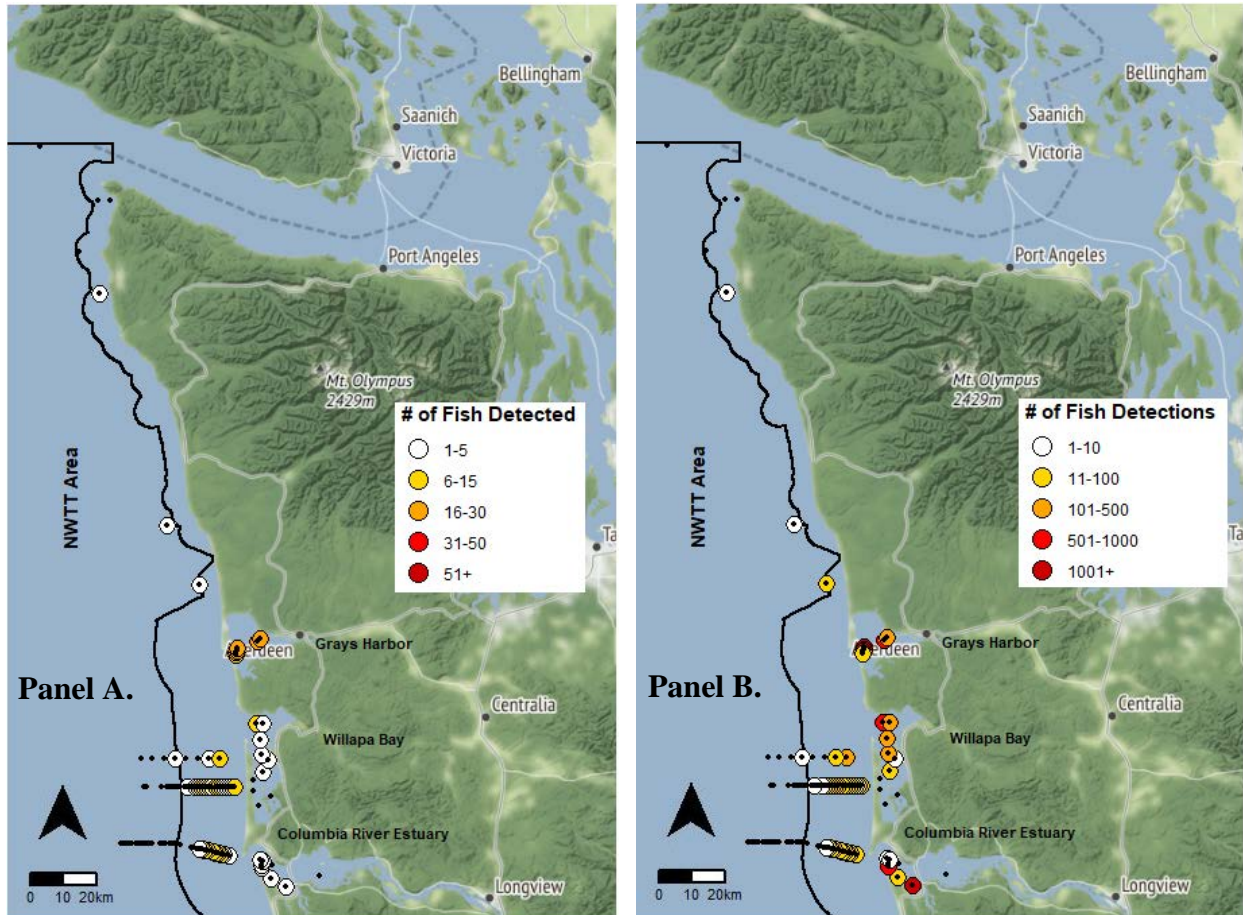 Bellingham
Saanich
Victoria
Port Angeles
Mt. Olympus
2429m
# of Fish Detected
1-5
6-15
16-30
31-50
51+
NWTT Area
Ta
Grays Harbor
Panel A.
Centralia
Willapa Bay
Columbia River Estuary
0 10 20km
Longview
Bellingham
Saanich
Victoria
Port Angeles
Mt. Olympus
2429m
# of Fish Detections
1-10
11-100
101-500
501-1000
1001+
NWTT Area
Ta
Grays Harbor
Panel B.
Centralia
Willapa Bay
Columbia River Estuary
0 10 20km
Longview